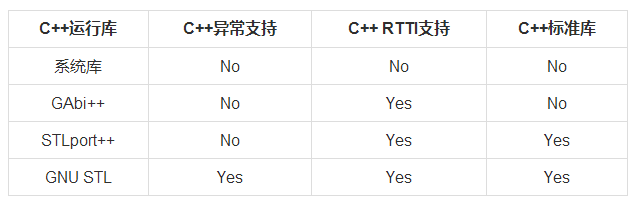 C++运行库 C++异常支持 C++ RTTI支持 C++标准库
系统库 No No No
GAbi++ No Yes No
STLport++ No Yes Yes
GNU STL Yes Yes Yes